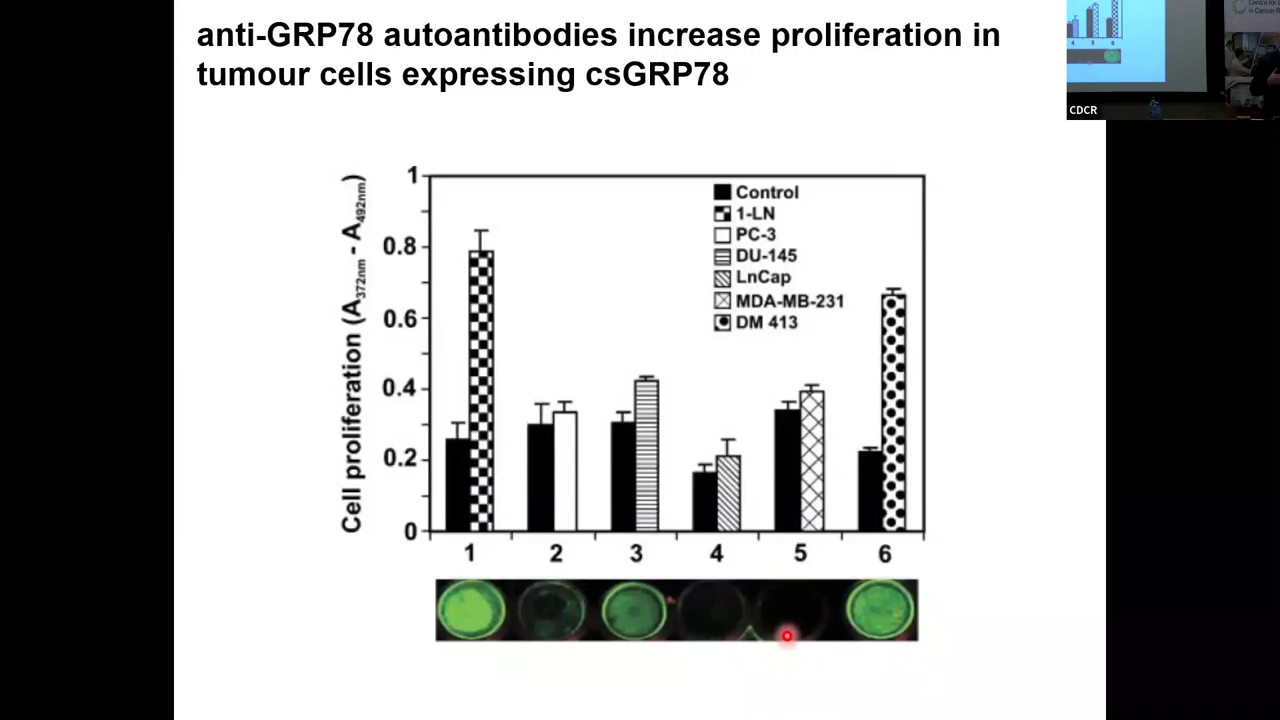 anti-GRP78 autoantibodies increase proliferation in
tumour cells expressing csGRP78
CDCR
Cell proliferation (A372nm - A492nm)
1
0.8
0.6
0.4
0.2
0
Control
1-LN
PC-3
DU-145
LnCap
MDA-MB-231
DM 413
1 2 3 4 5 6